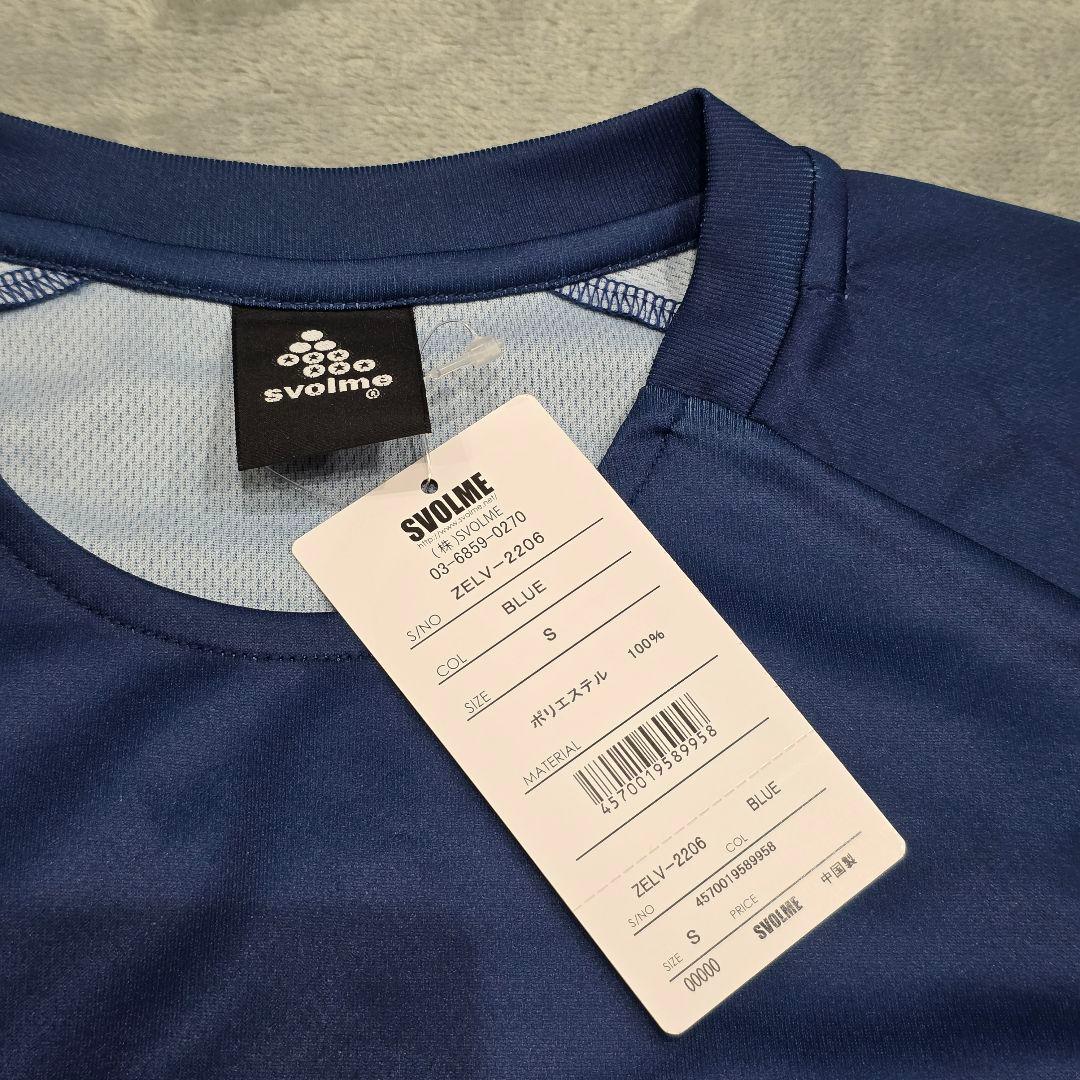 svolme
®
SVOLME
http://www.svolme.net/
(株)SVOLME
03-6859-0270
S/NO ZELV-2206
COL BLUE
SIZE S
MATERIAL ポリエステル 100%
4570019589958
S/NO ZELV-2206 COL BLUE
4570019589958
SIZE S PRICE
00000 SVOLME 中国製